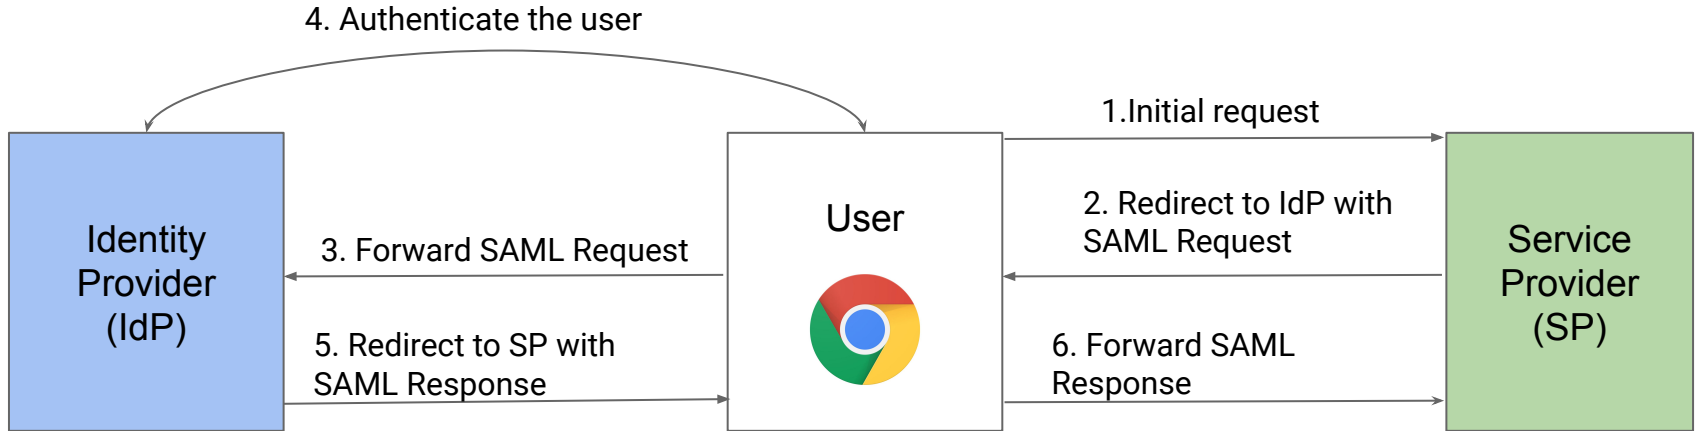 4. Authenticate the user
1.Initial request
User
2. Redirect to IdP with
SAML Request
Identity
Provider
(IdP)
3. Forward SAML Request
Service
Provider
(SP)
5. Redirect to SP with
SAML Response
6. Forward SAML
Response